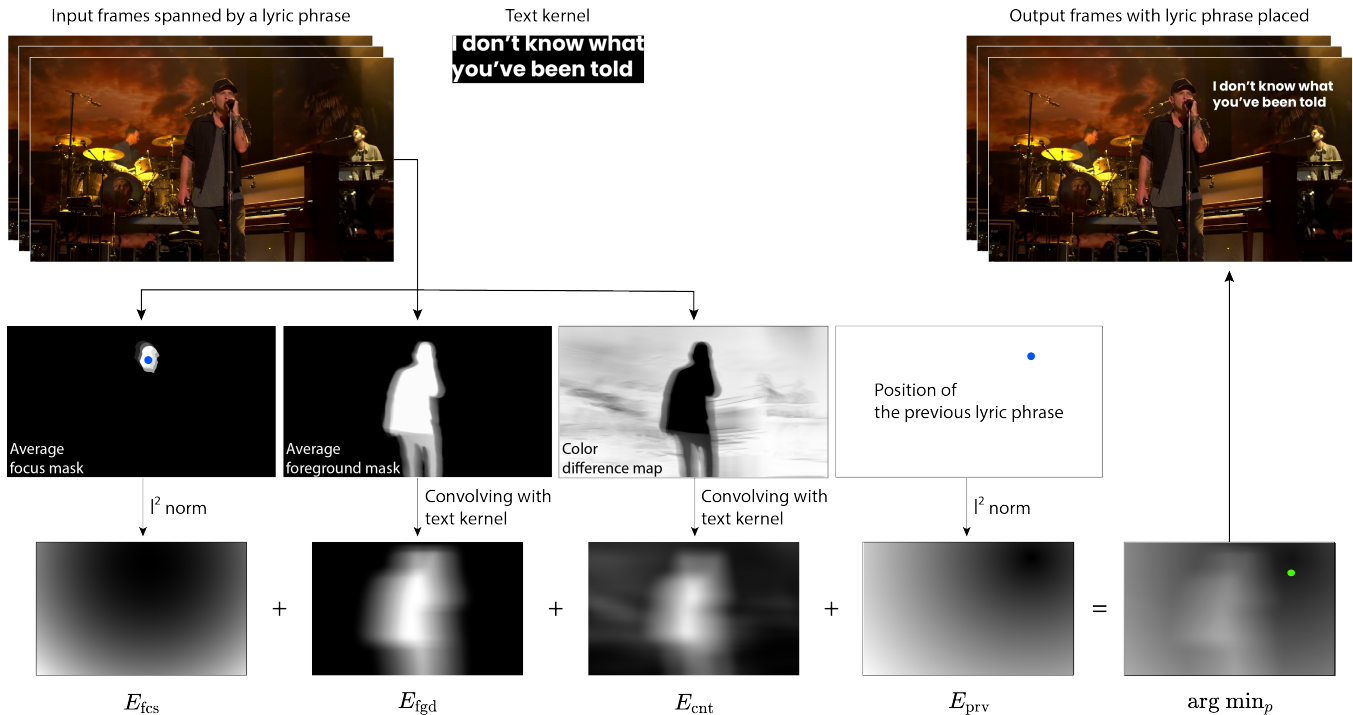 Input frames spanned by a lyric phrase
Text kernel
Output frames with lyric phrase placed
I don't know what
you've been told
I don't know what
you've been told
Average
focus mask
Average
foreground mask
Color
difference map
Position of
the previous lyric phrase
l² norm
Convolving with
text kernel
Convolving with
text kernel
l² norm
+
+
+
=
E_fcs
E_fgd
E_cnt
E_prv
arg min_p